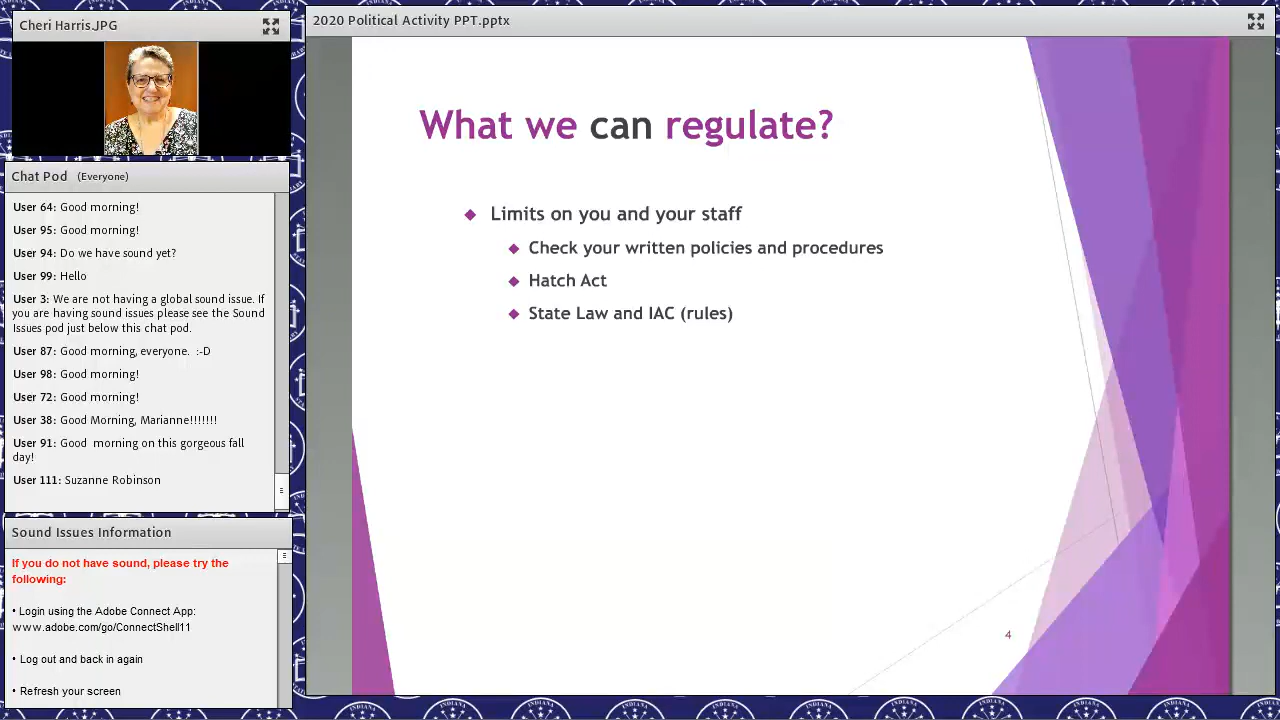 Cheri Harris.JPG
Chat Pod (Everyone)
User 64: Good morning!
User 95: Good morning!
User 94: Do we have sound yet?
User 99: Hello
User 3: We are not having a global sound issue. If
you are having sound issues please see the Sound
Issues pod just below this chat pod.
User 87: Good morning, everyone. :-D
User 98: Good morning!
User 72: Good morning!
User 38: Good Morning, Marianne!!!!!!!
User 91: Good morning on this gorgeous fall
day!
User 111: Suzanne Robinson
Sound Issues Information
If you do not have sound, please try the
following:
• Login using the Adobe Connect App:
www.adobe.com/go/ConnectShell11
• Log out and back in again
• Refresh your screen
2020 Political Activity PPT.pptx
What we can regulate?
Limits on you and your staff
Check your written policies and procedures
Hatch Act
State Law and IAC (rules)
4
INDIANA